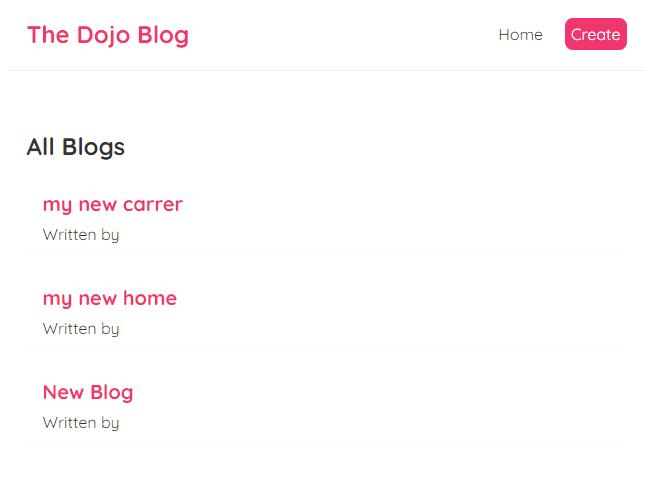 The Dojo Blog
Home Create
All Blogs
my new carrer
Written by
my new home
Written by
New Blog
Written by